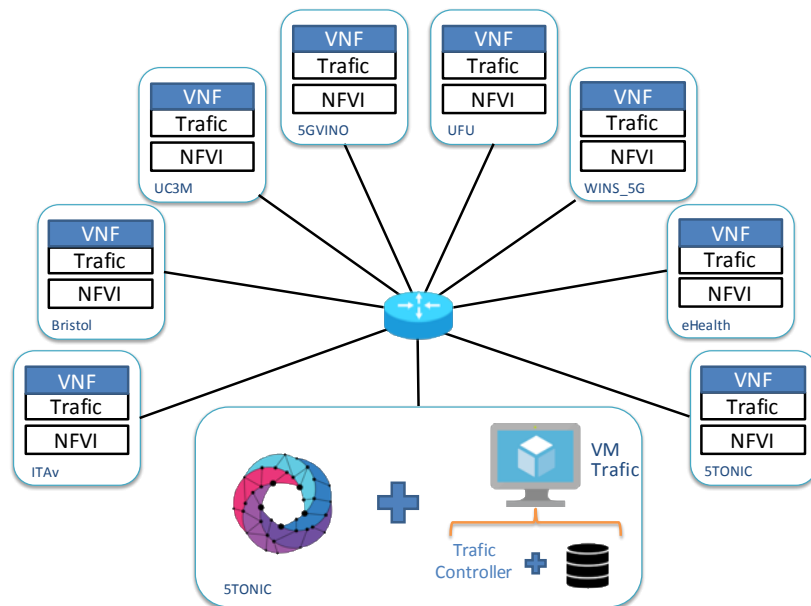 VNF
Trafic
NFVI
5GVINO
VNF
Trafic
NFVI
UFU
VNF
Trafic
NFVI
UC3M
VNF
Trafic
NFVI
WINS_5G
VNF
Trafic
NFVI
Bristol
VNF
Trafic
NFVI
eHealth
VNF
Trafic
NFVI
ITAv
VNF
Trafic
NFVI
5TONIC
VM
Trafic
Trafic
Controller
5TONIC